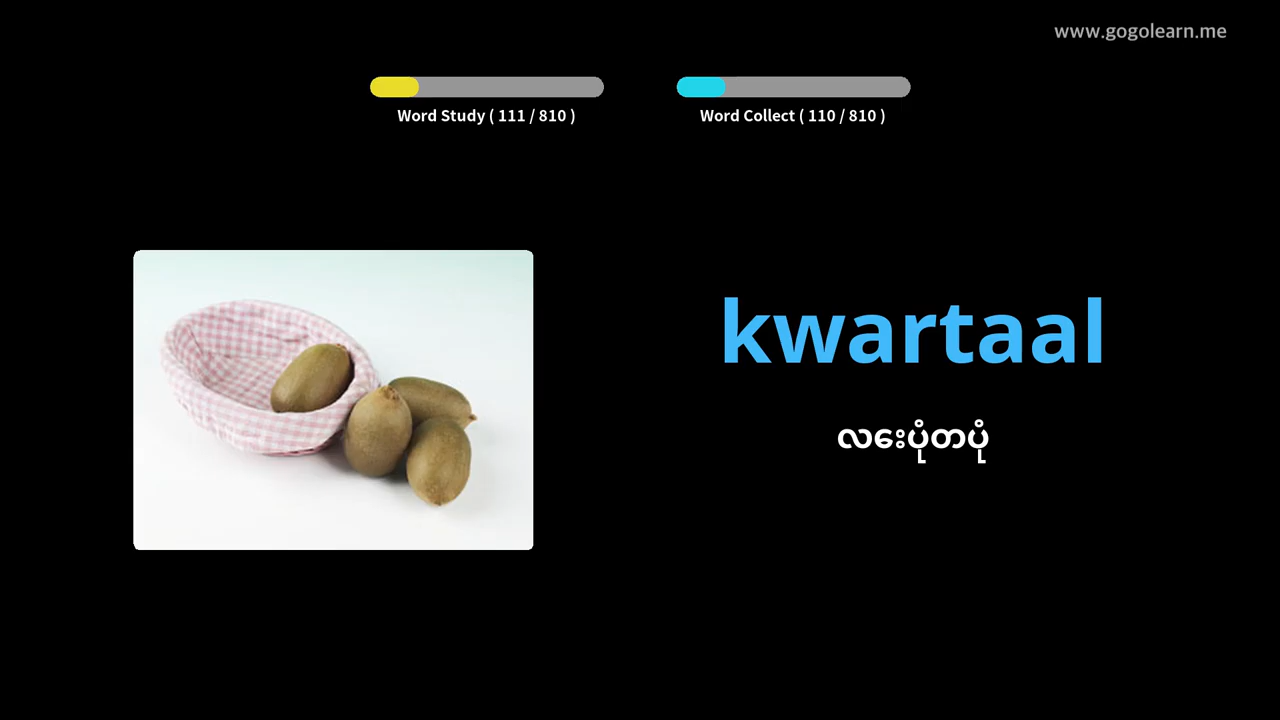 www.gogolearn.me
Word Study ( 111 / 810 )
Word Collect ( 110 / 810 )
kwartaal
လေးပုံတပုံ